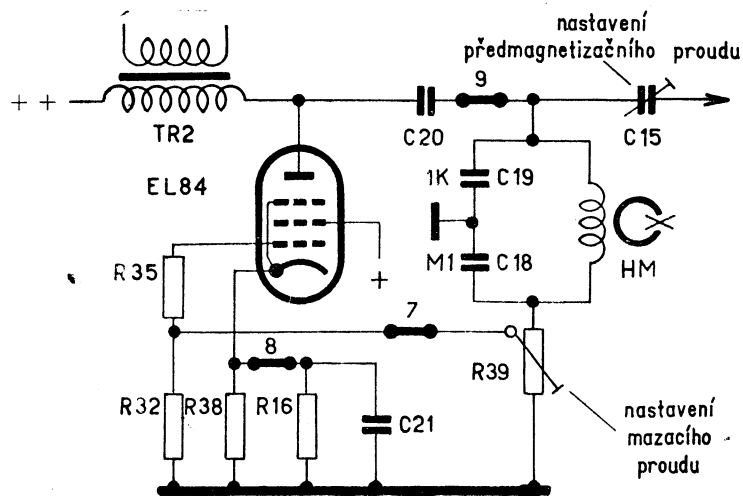 nastavení
předmagnetizačního proudu
9
++
TR2
C20
C15
EL84
1K
C19
M1
C18
HM
+
R35
7
8
R39
R32
R38
R16
C21
nastavení
mazacího
proudu